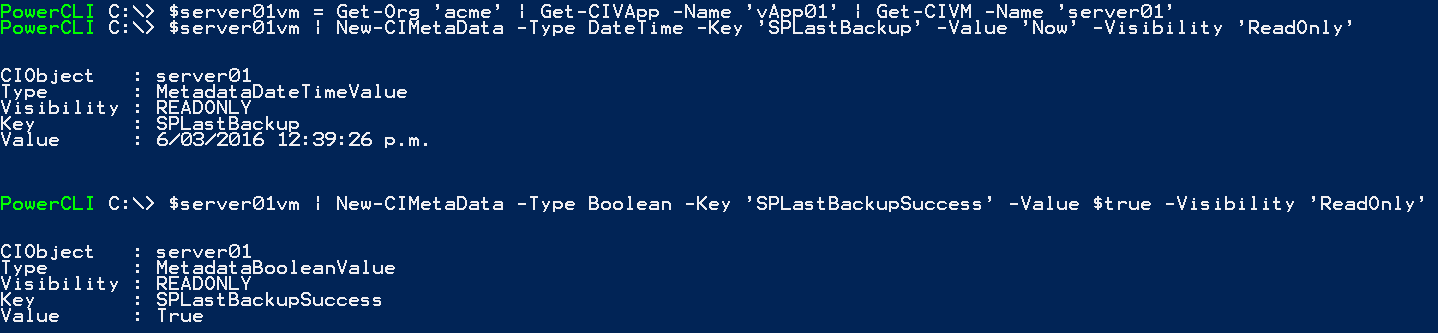 PowerCLI C:\> $server01vm = Get-Org 'acme' | Get-CIVApp -Name 'vApp01' | Get-CIVM -Name 'server01'
PowerCLI C:\> $server01vm | New-CIMetaData -Type DateTime -Key 'SPLastBackup' -Value 'Now' -Visibility 'ReadOnly'
CIObject : server01
Type : MetadataDateTimeValue
Visibility : READONLY
Key : SPLastBackup
Value : 6/03/2016 12:39:26 p.m.
PowerCLI C:\> $server01vm | New-CIMetaData -Type Boolean -Key 'SPLastBackupSuccess' -Value $true -Visibility 'ReadOnly'
CIObject : server01
Type : MetadataBooleanValue
Visibility : READONLY
Key : SPLastBackupSuccess
Value : True